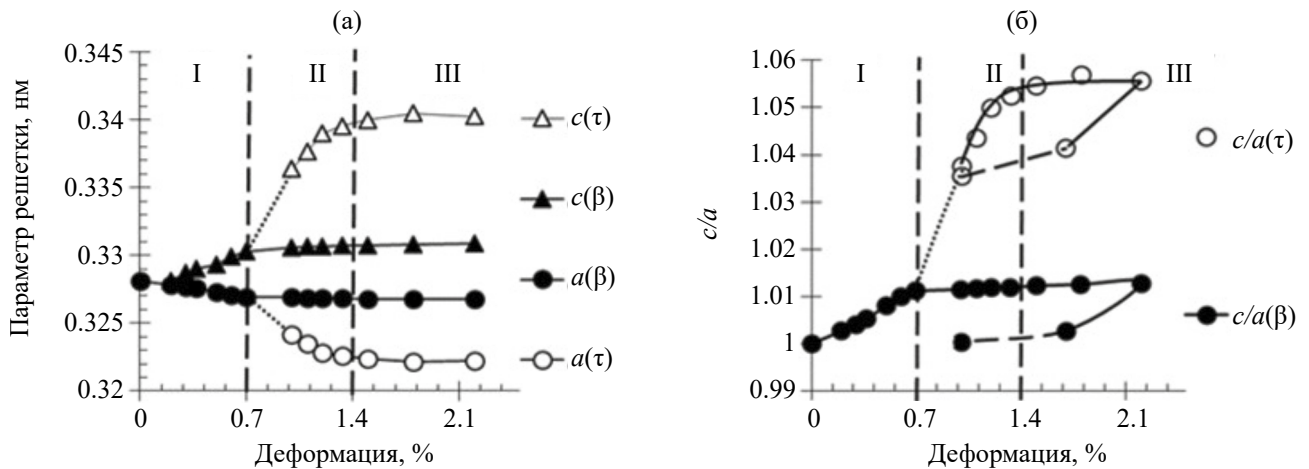 (а)
0.345
I
II
III
0.34
0.335
0.33
0.325
0.32
Параметр решетки, нм
0
0.7
1.4
2.1
Деформация, %
c(τ)
c(β)
a(β)
a(τ)
(б)
1.06
I
II
III
1.05
1.04
1.03
1.02
1.01
1
0.99
c/a
0
0.7
1.4
2.1
Деформация, %
c/a(τ)
c/a(β)